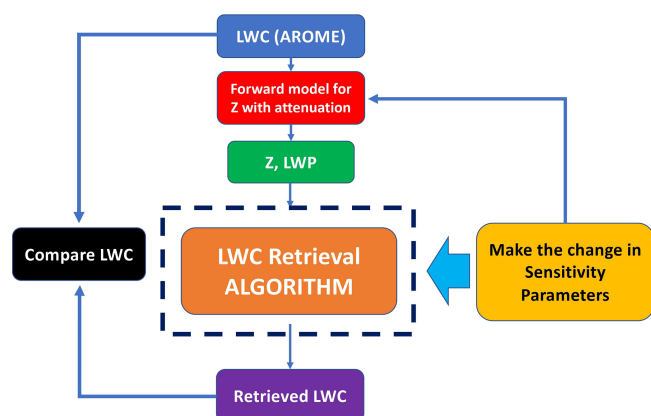 LWC (AROME)
Forward model for
Z with attenuation
Z, LWP
Compare LWC
LWC Retrieval
ALGORITHM
Make the change in
Sensitivity
Parameters
Retrieved LWC